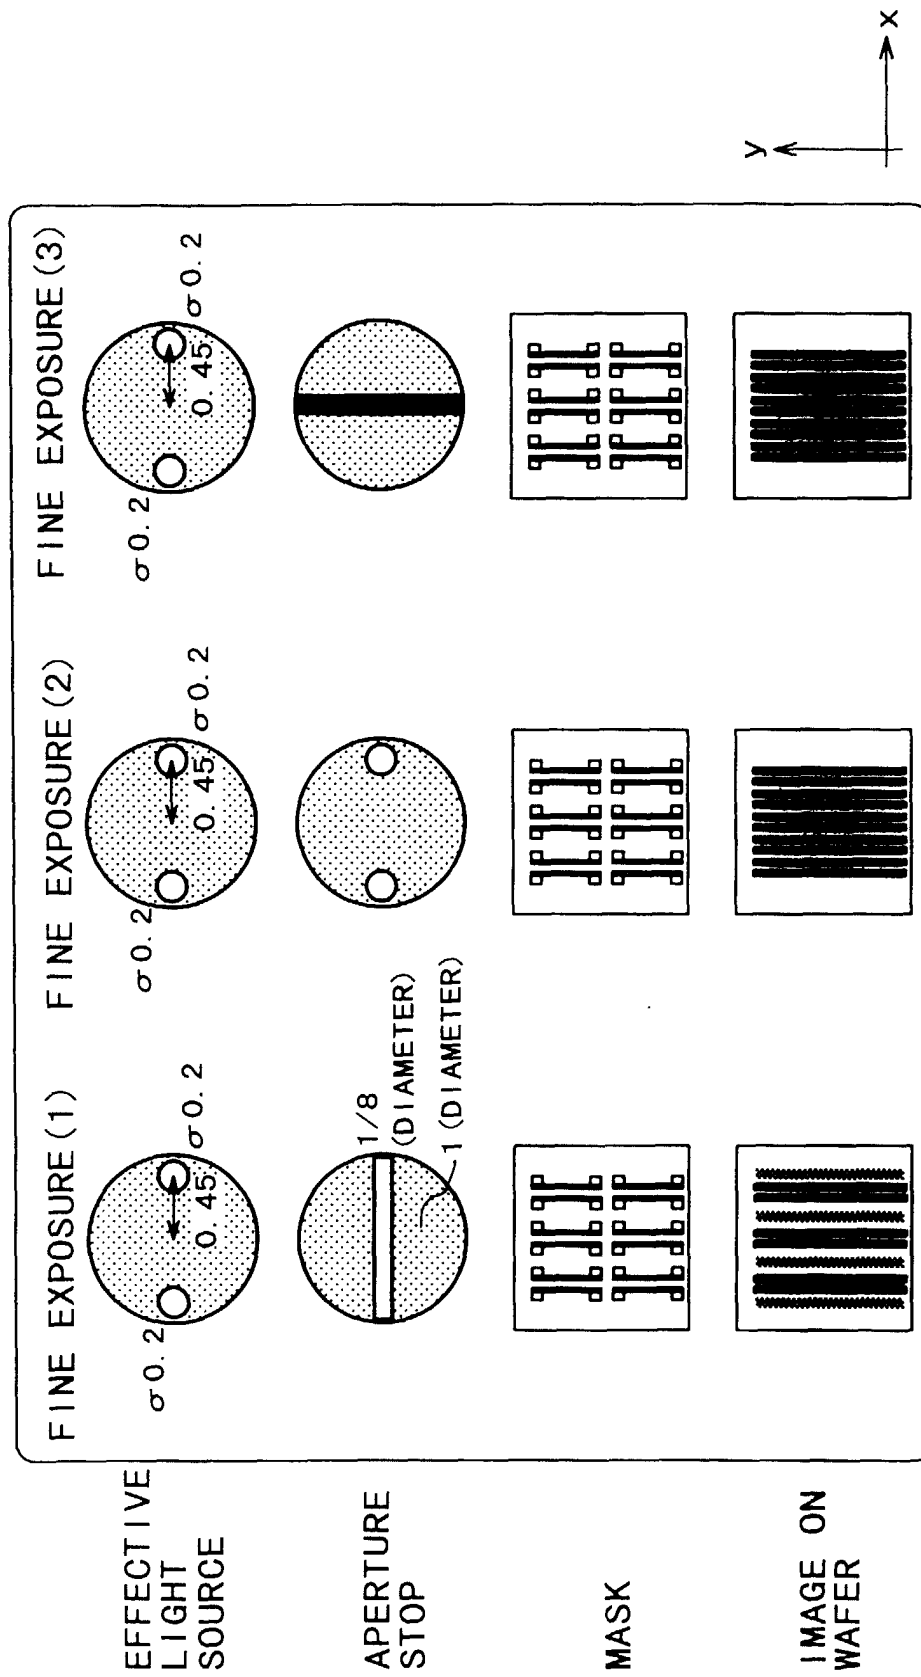 FINE EXPOSURE(1)
FINE EXPOSURE(2)
FINE EXPOSURE(3)
EFFECTIVE
LIGHT
SOURCE
σ0.2
0.45
σ0.2
σ0.2
0.45
σ0.2
σ0.2
0.45
σ0.2
APERTURE
STOP
1/8
(DIAMETER)
1(DIAMETER)
MASK
IMAGE ON
WAFER
y
x